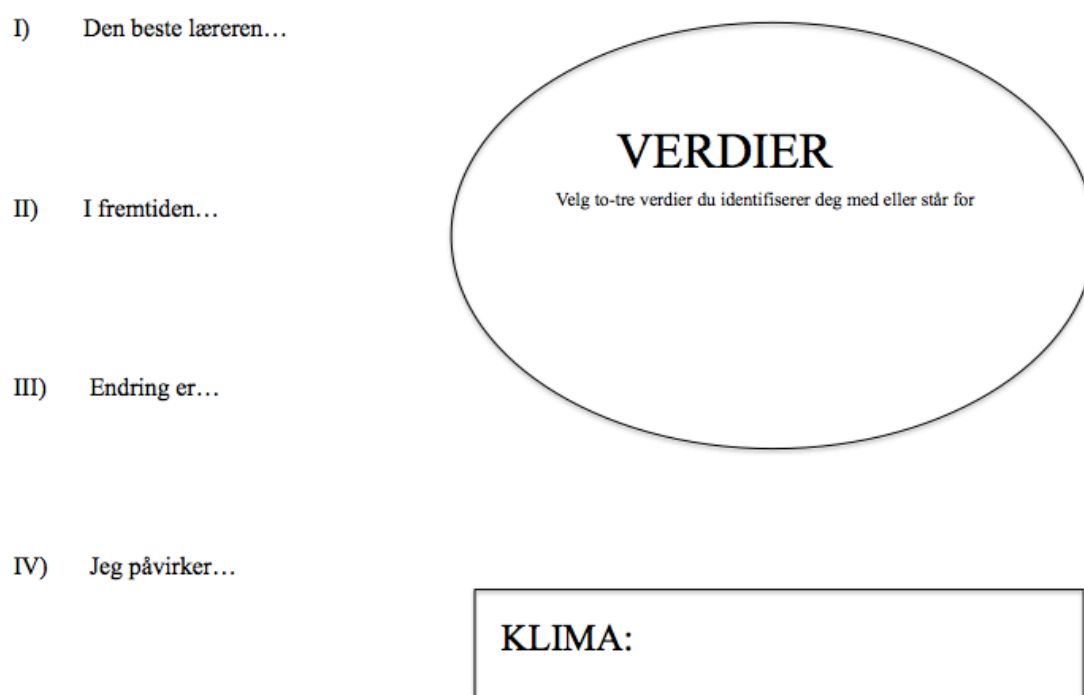 I) Den beste læreren…
VERDIER
Velg to-tre verdier du identifiserer deg med eller står for
II) I fremtiden…
III) Endring er…
IV) Jeg påvirker…
KLIMA: